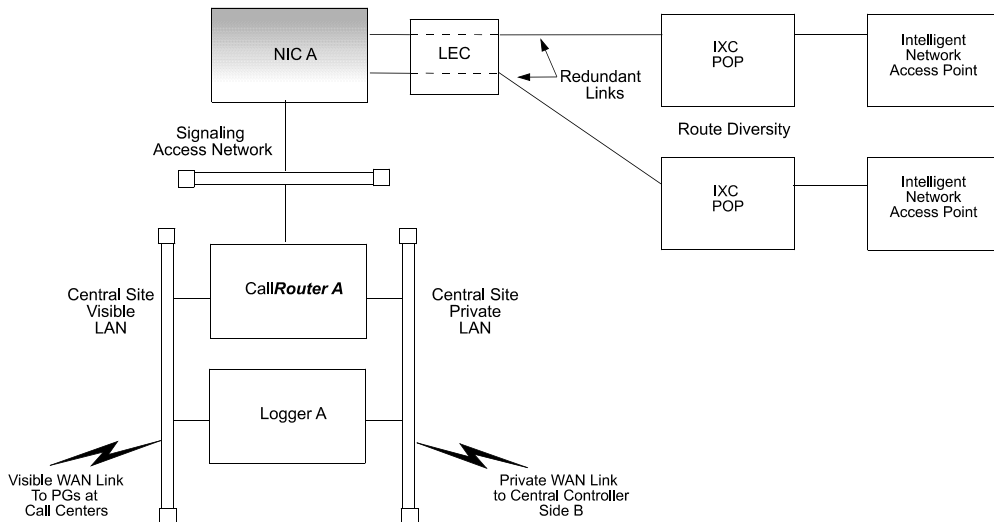 NIC A
LEC
IXC
POP
Intelligent
Network
Access Point
Redundant
Links
Route Diversity
Signaling
Access Network
IXC
POP
Intelligent
Network
Access Point
Central Site
Visible
LAN
CallRouter A
Central Site
Private
LAN
Logger A
Visible WAN Link
To PGs at
Call Centers
Private WAN Link
to Central Controller
Side B